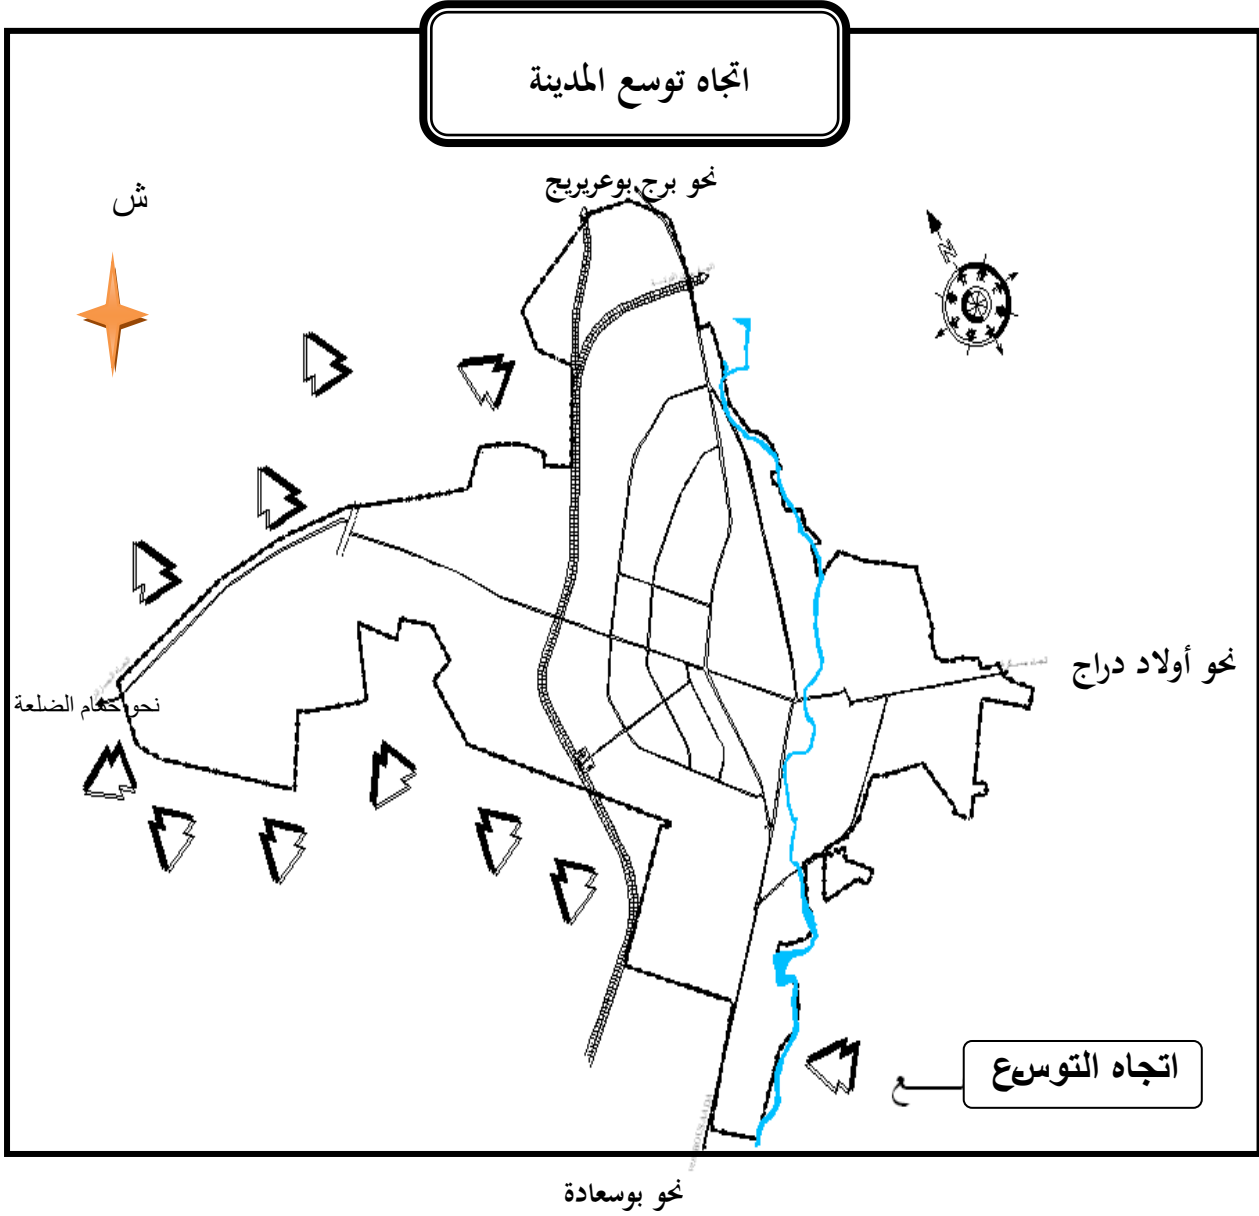 اتجاه توسع المدينة
نحو برج بوعريريج
ش
N
نحو أولاد دراج
نحو حمام الضلعة
اتجاه التوسع
ع
نحو بوسعادة